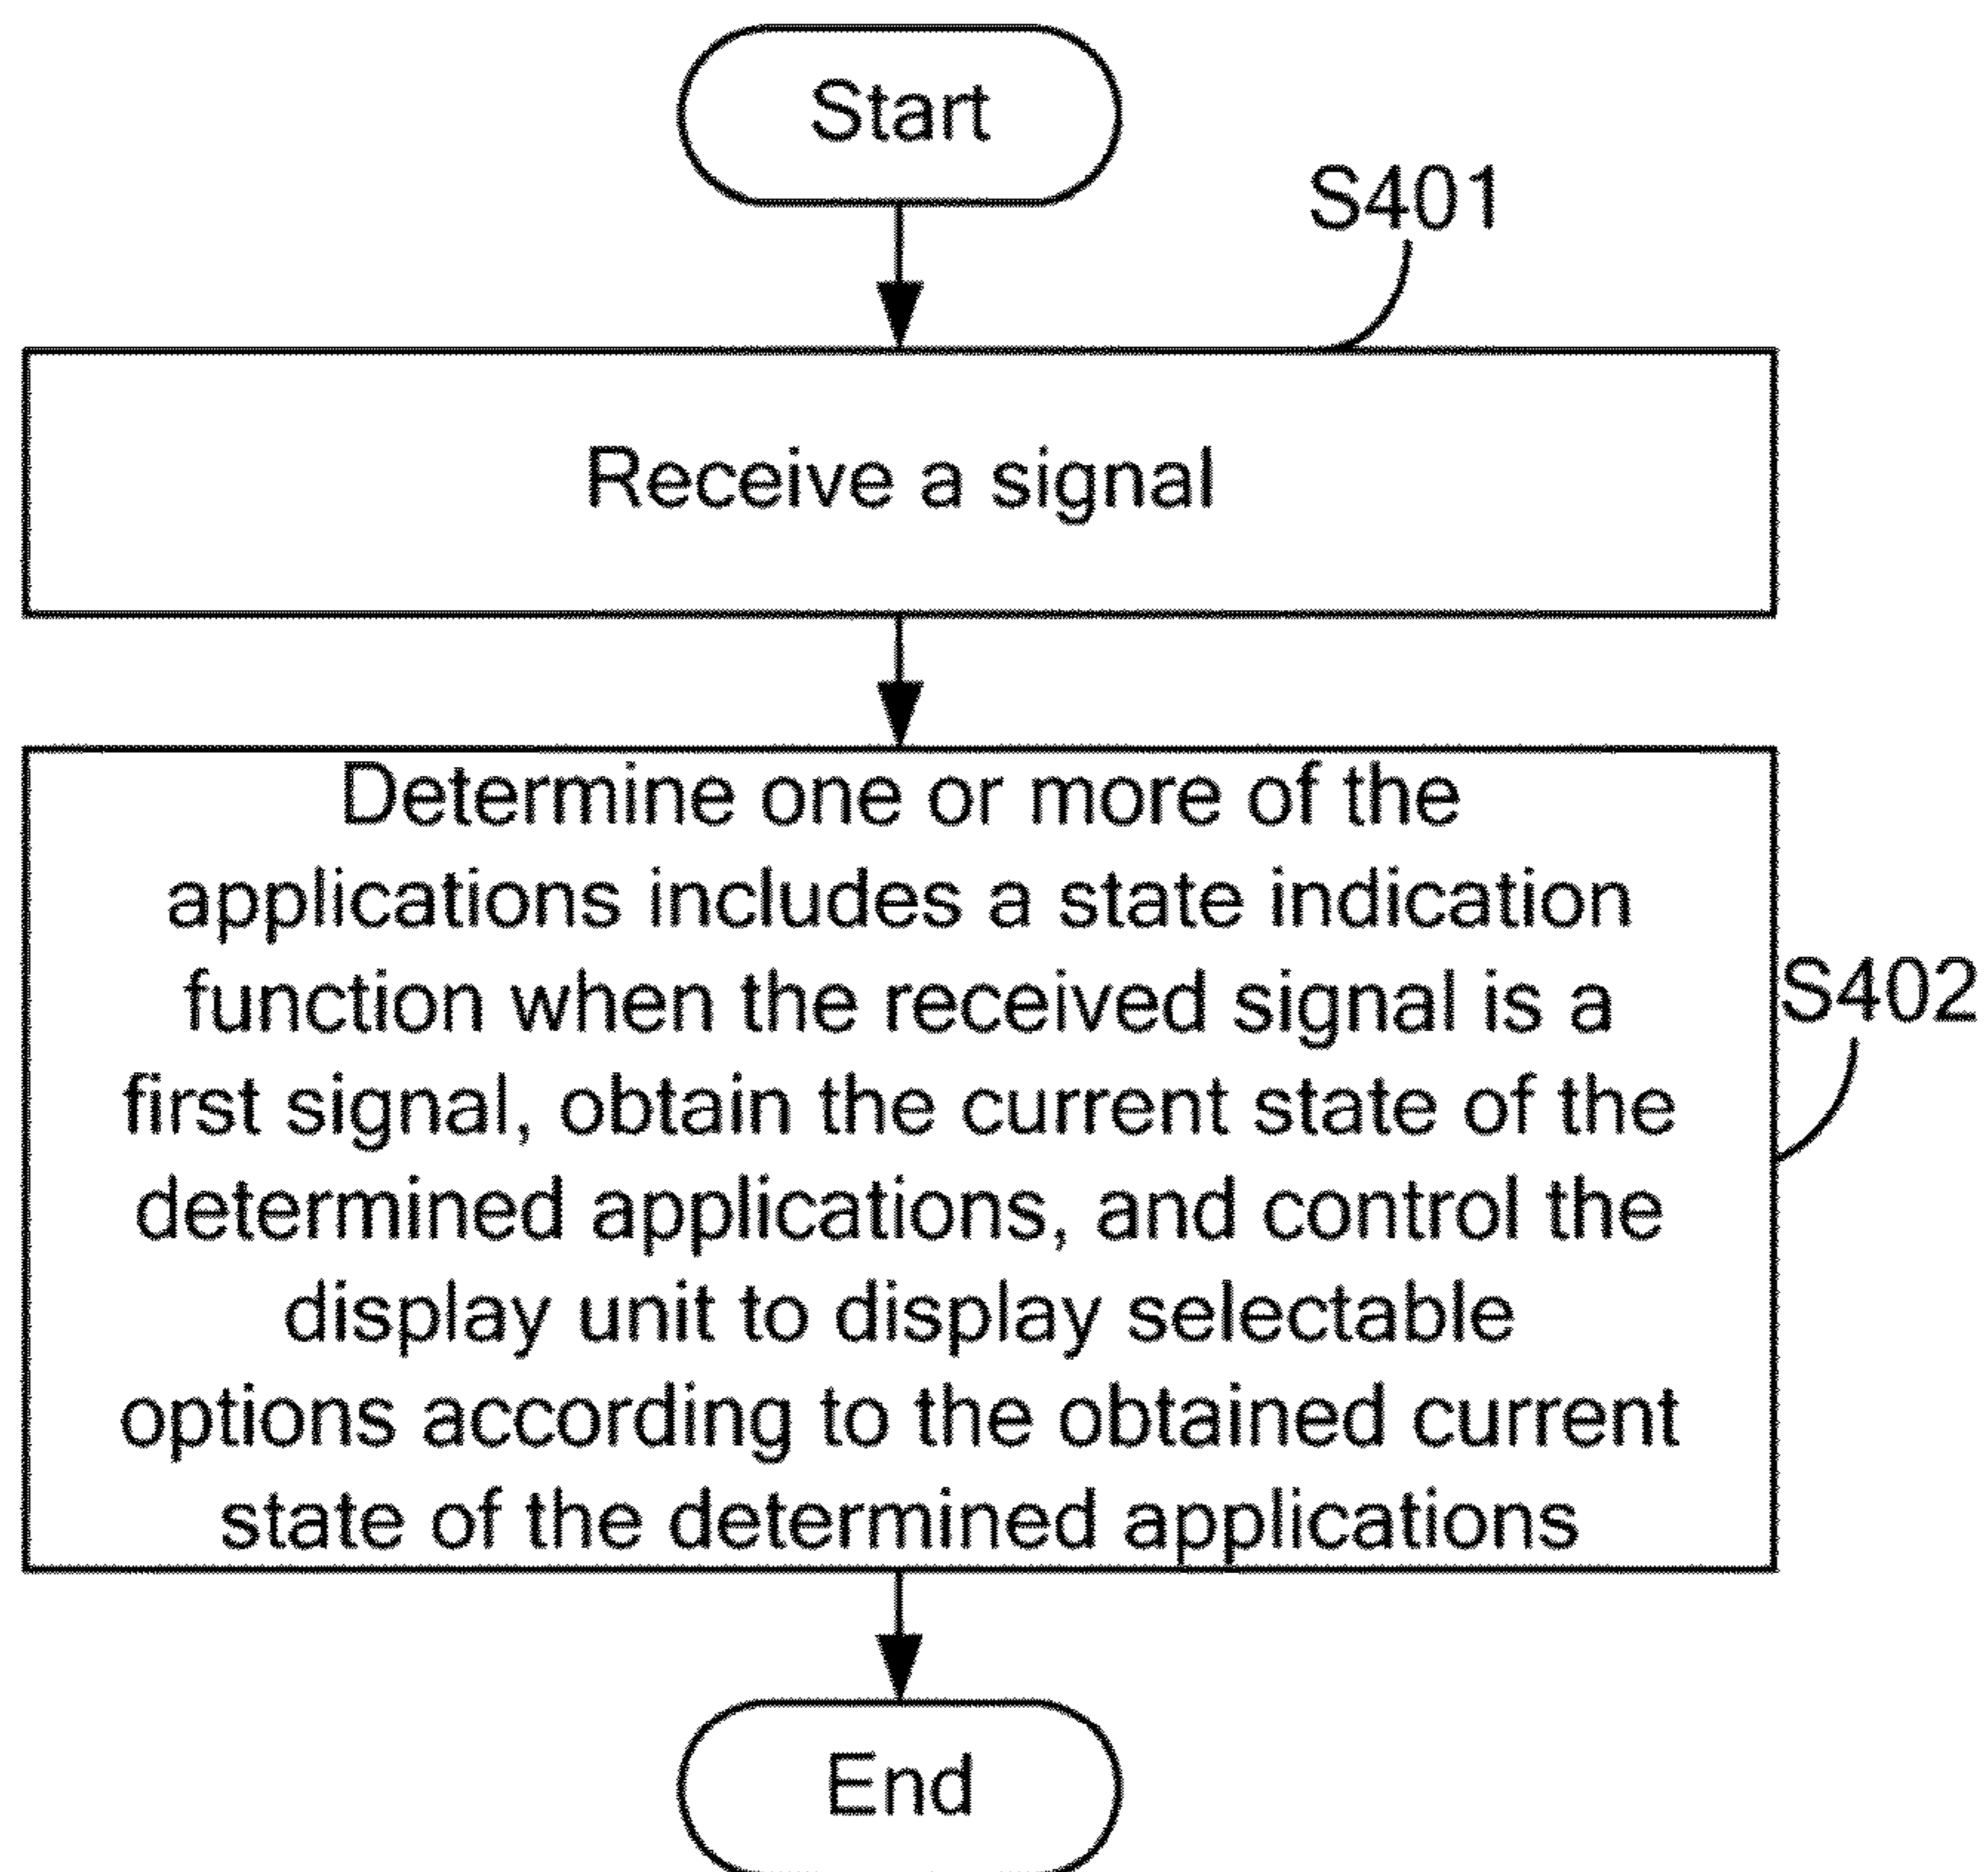 Start
S401
Receive a signal
Determine one or more of the
applications includes a state indication
function when the received signal is a
S402
first signal, obtain the current state of the
determined applications, and control the
display unit to display selectable
options according to the obtained current
state of the determined applications
End